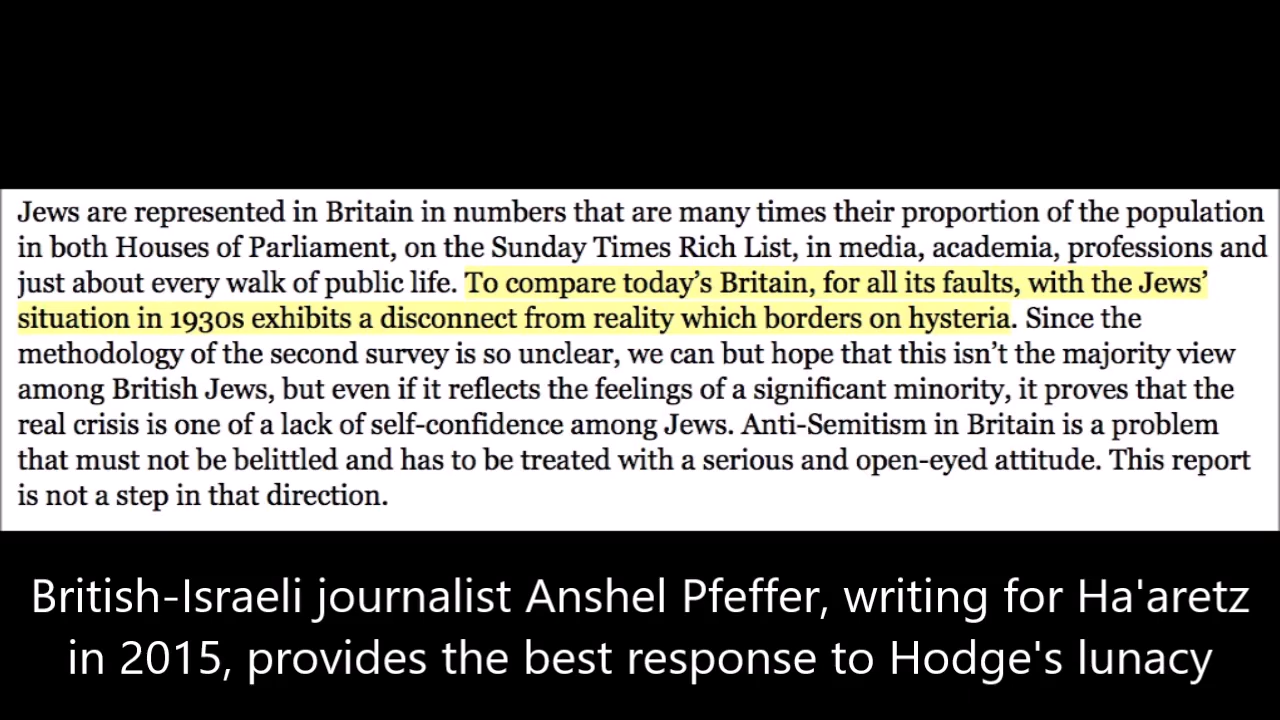 Jews are represented in Britain in numbers that are many times their proportion of the population
in both Houses of Parliament, on the Sunday Times Rich List, in media, academia, professions and
just about every walk of public life. To compare today’s Britain, for all its faults, with the Jews’
situation in 1930s exhibits a disconnect from reality which borders on hysteria. Since the
methodology of the second survey is so unclear, we can but hope that this isn’t the majority view
among British Jews, but even if it reflects the feelings of a significant minority, it proves that the
real crisis is one of a lack of self-confidence among Jews. Anti-Semitism in Britain is a problem
that must not be belittled and has to be treated with a serious and open-eyed attitude. This report
is not a step in that direction.
British-Israeli journalist Anshel Pfeffer, writing for Ha'aretz
in 2015, provides the best response to Hodge's lunacy